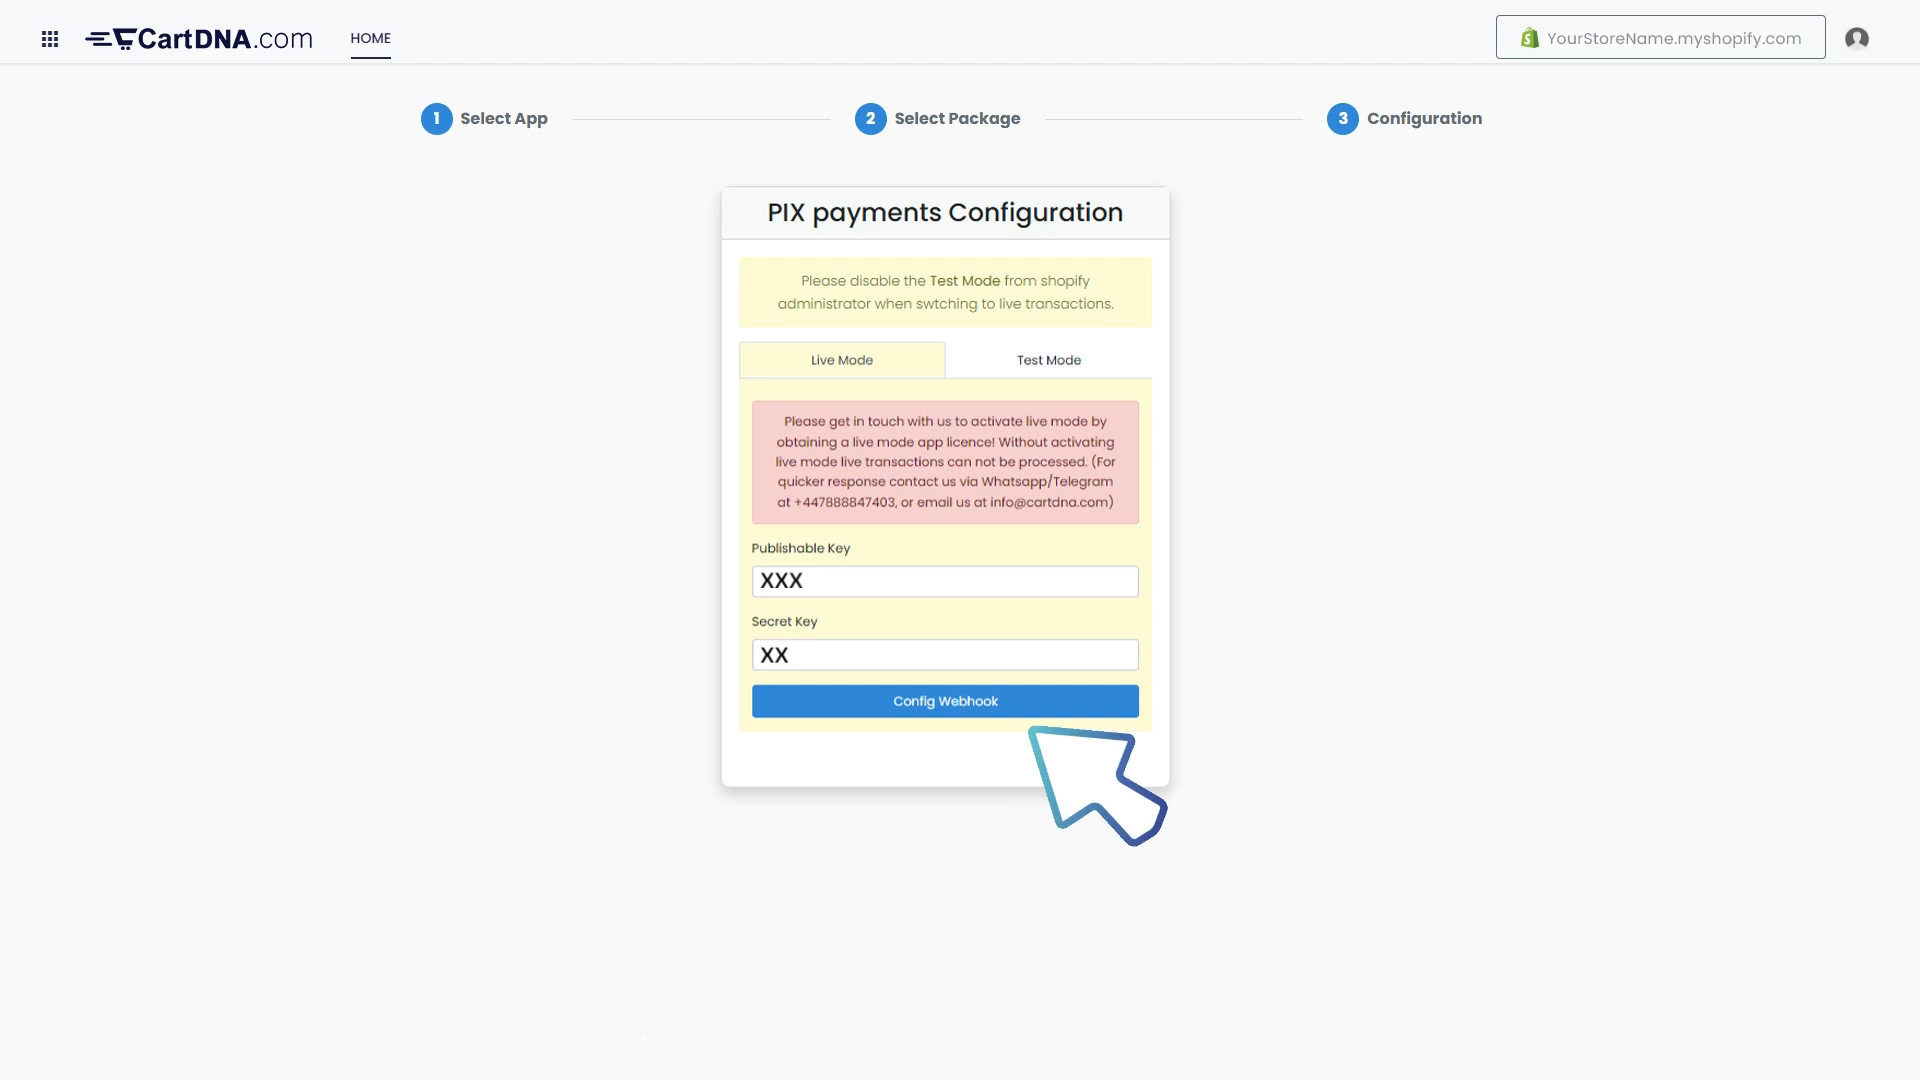 CartDNA.com
HOME
YourStoreName.myshopify.com
1 Select App
2 Select Package
3 Configuration
PIX payments Configuration
Please disable the Test Mode from shopify
administrator when swtching to live transactions.
Live Mode
Test Mode
Please get in touch with us to activate live mode by
obtaining a live mode app licence! Without activating
live mode live transactions can not be processed. (For
quicker response contact us via Whatsapp/Telegram
at +447888847403, or email us at info@cartdna.com)
Publishable Key
XXX
Secret Key
XX
Config Webhook